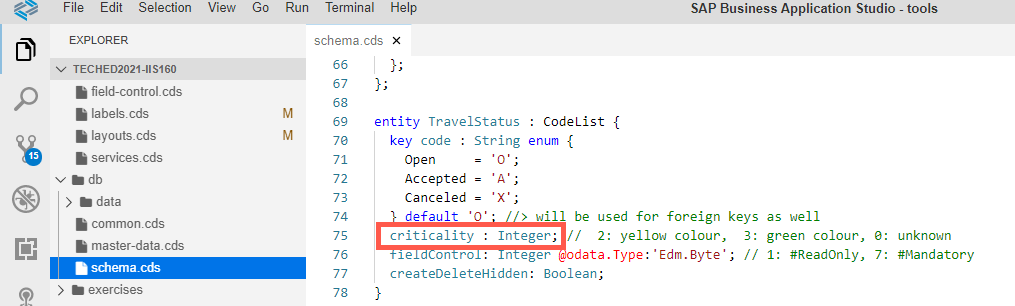 File Edit Selection View Go Run Terminal Help SAP Business Application Studio - tools
EXPLORER
TECHED2021-IIS160
field-control.cds
labels.cds M
layouts.cds M
services.cds
db
data
common.cds
master-data.cds
schema.cds
exercises
15
schema.cds ×
66 };
67 };
68
69 entity TravelStatus : CodeList {
70 key code : String enum {
71 Open = 'O';
72 Accepted = 'A';
73 Canceled = 'X';
74 } default 'O'; //> will be used for foreign keys as well
75 criticality : Integer; // 2: yellow colour, 3: green colour, 0: unknown
76 fieldControl: Integer @odata.Type:'Edm.Byte'; // 1: #ReadOnly, 7: #Mandatory
77 createDeleteHidden: Boolean;
78 }